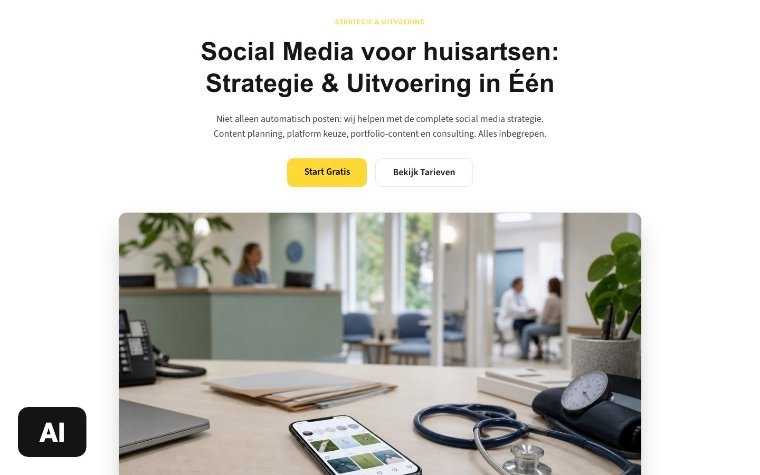 STRATEGIE & UITVOERING
Social Media voor huisartsen:
Strategie & Uitvoering in Één
Niet alleen automatisch posten: wij helpen met de complete social media strategie.
Content planning, platform keuze, portfolio-content en consulting. Alles inbegrepen.
Start Gratis
Bekijk Tarieven
AI